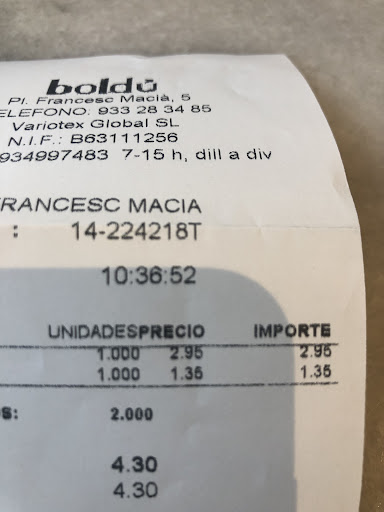 boldú
Pl. Francesc Macià, 5
ELEFONO: 933 28 34 85
Variotex Global SL
N.I.F.: B63111256
934997483 7-15 h, dill a div
FRANCESC MACIA
: 14-224218T
10:36:52
UNIDADES PRECIO IMPORTE
1.000 2.95 2.95
1.000 1.35 1.35
S: 2.000
4.30
4.30